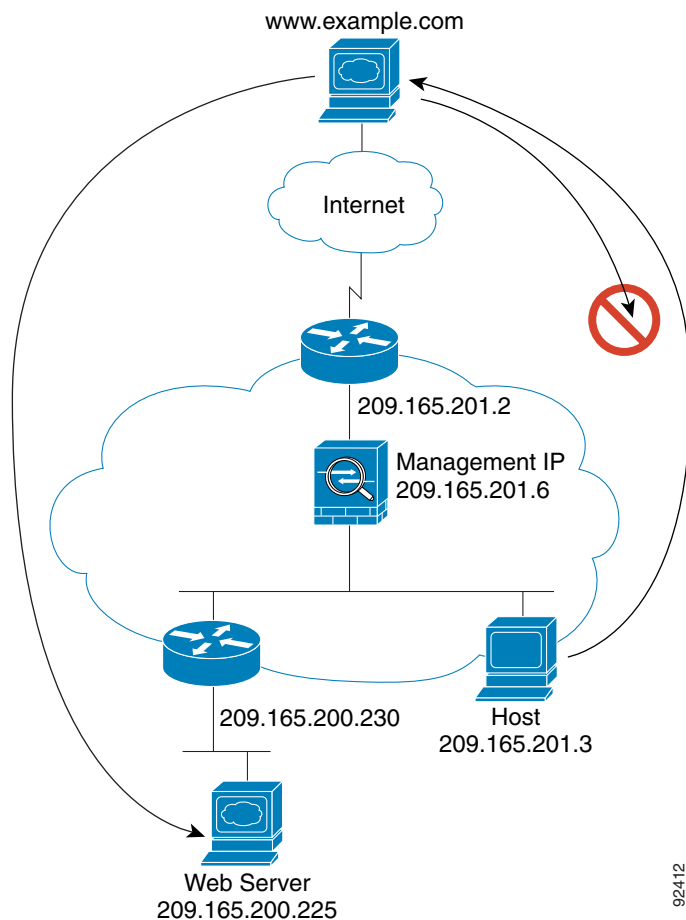 www.example.com
Internet
209.165.201.2
Management IP
209.165.201.6
209.165.200.230
Host
209.165.201.3
Web Server
209.165.200.225
92412